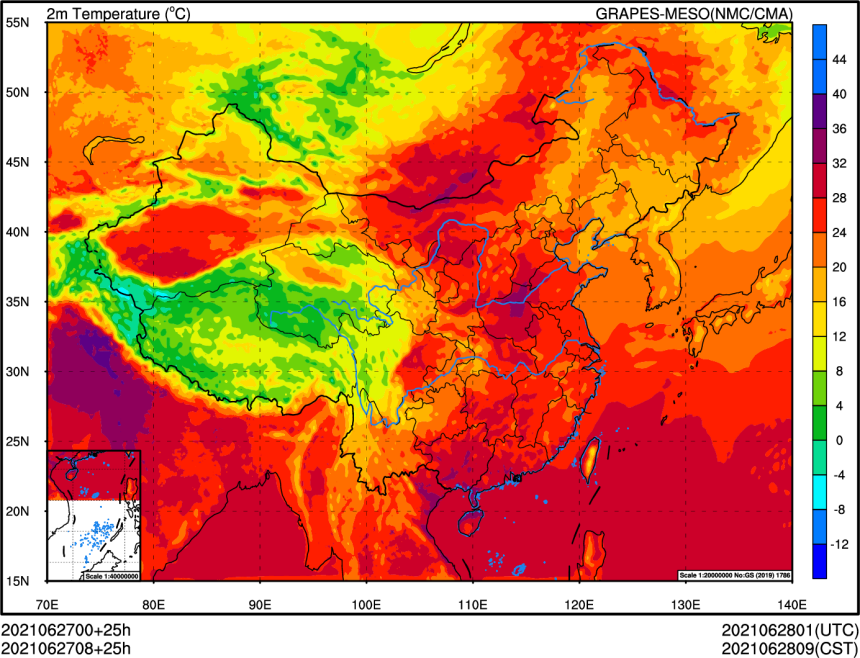 2m Temperature (°C) GRAPES-MESO(NMC/CMA)
55N
50N
45N
40N
35N
30N
25N
20N
15N
70E 80E 90E 100E 110E 120E 130E 140E
44
40
36
32
28
24
20
16
12
8
4
0
-4
-8
-12
Scale 1:40000000
Scale 1:20000000 No:GS (2019) 1786
2021062700+25h 2021062801(UTC)
2021062708+25h 2021062809(CST)